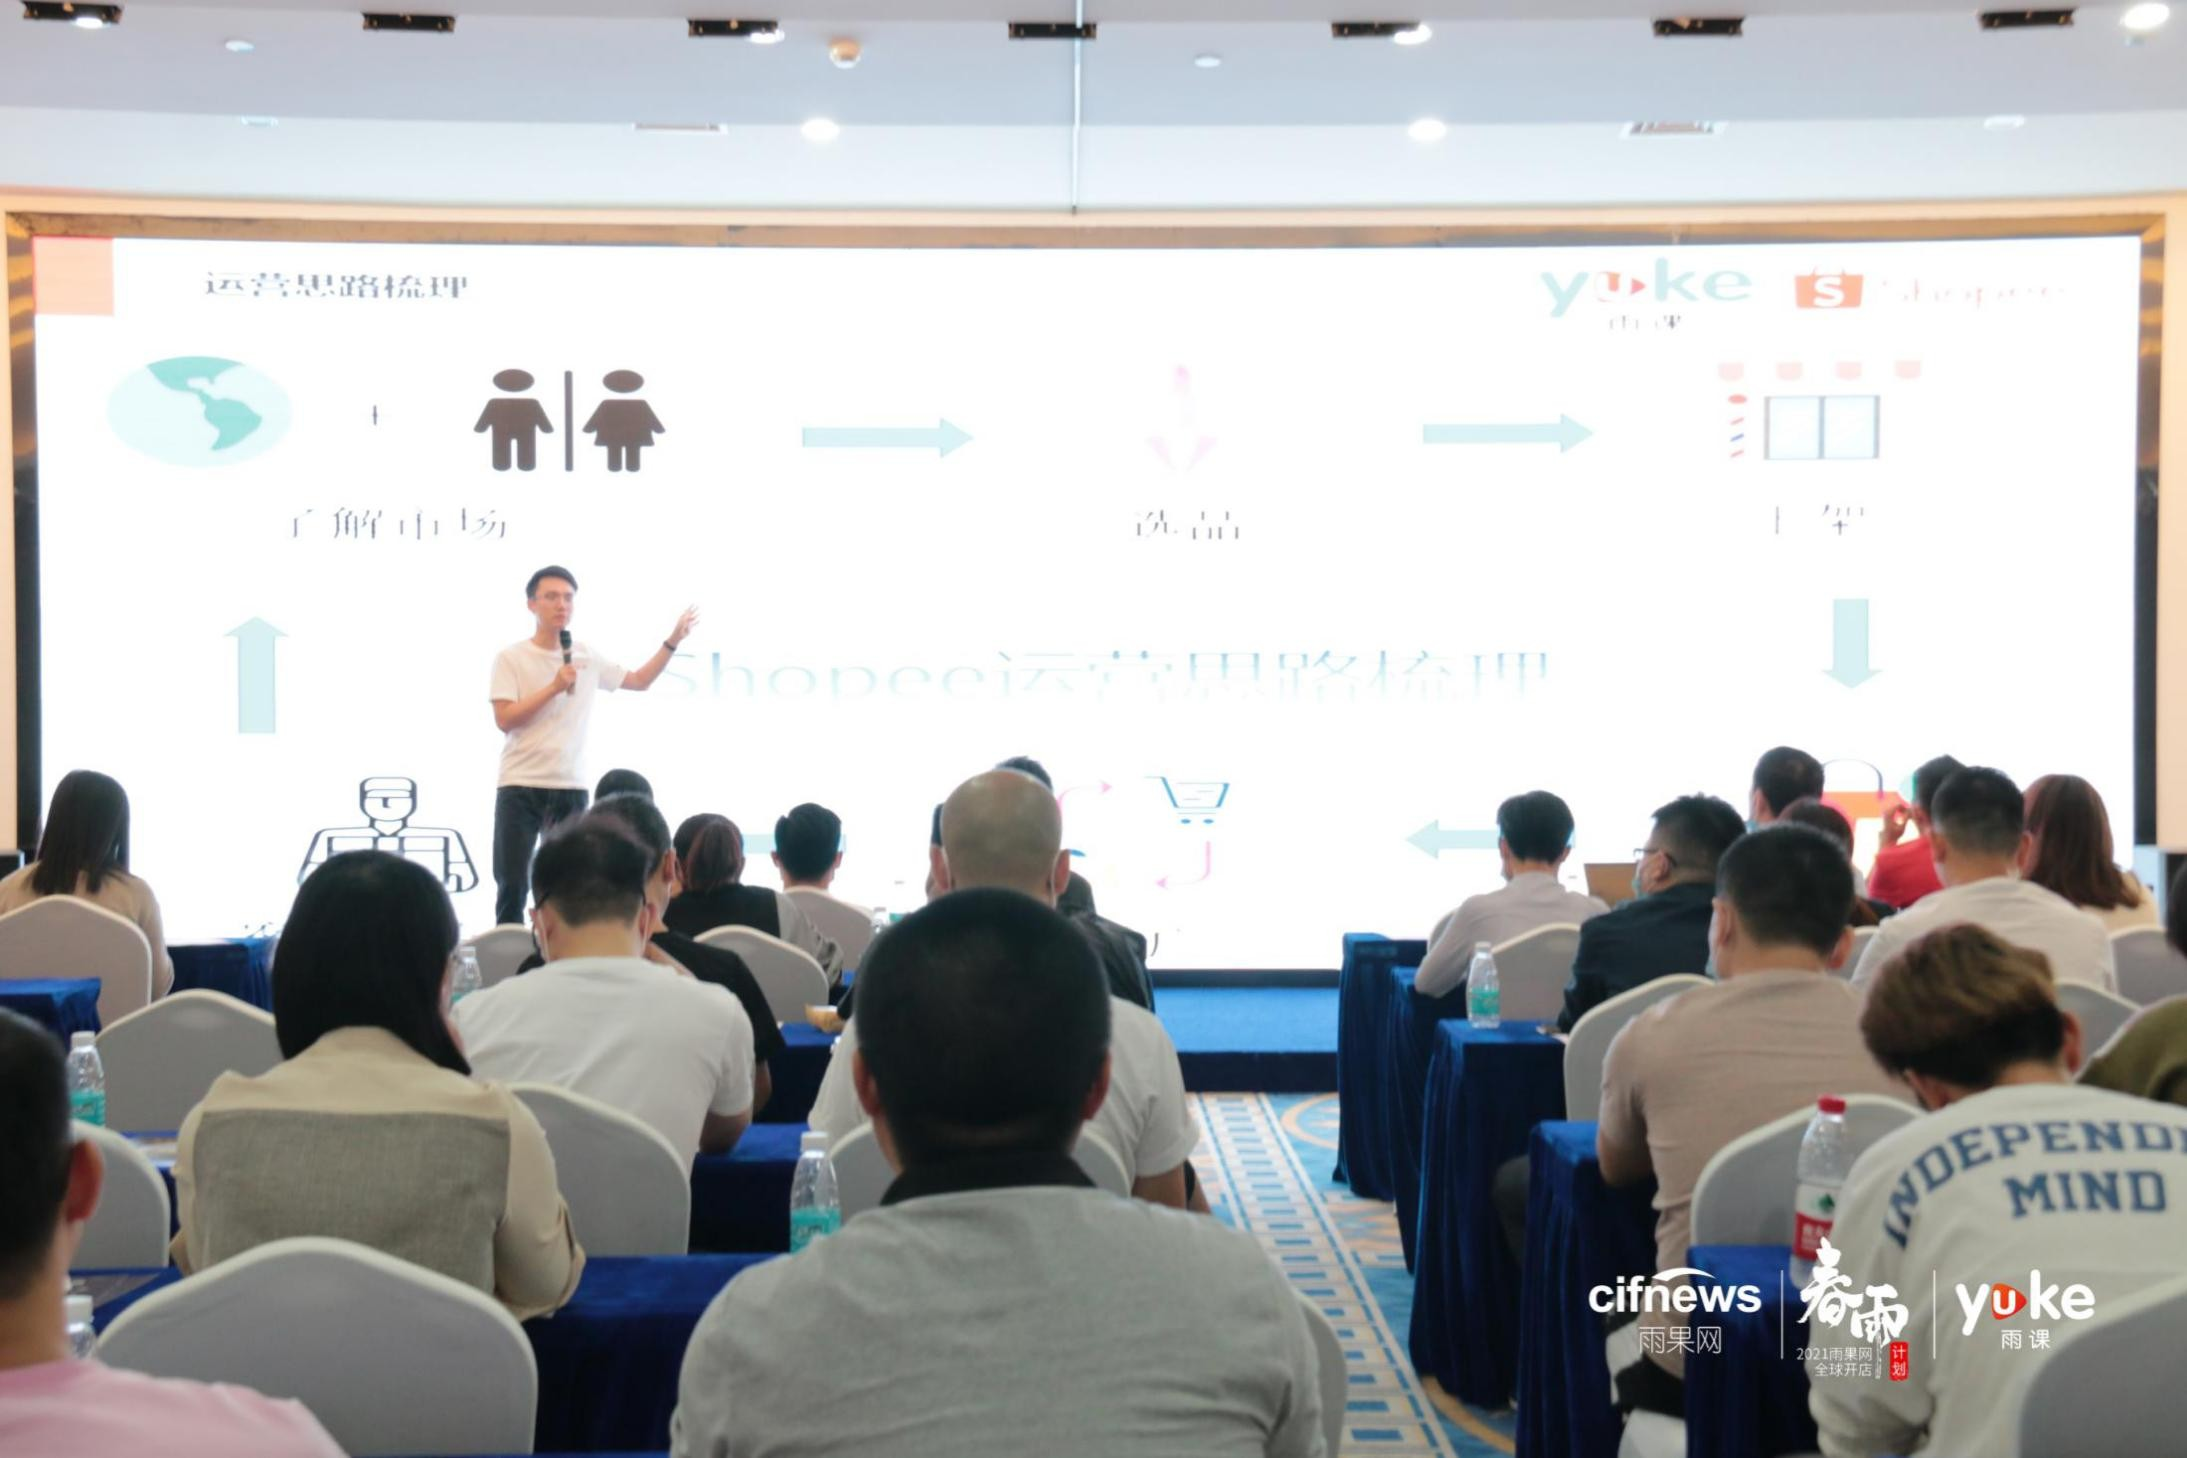 运营思路梳理
yuke
雨课
Shopee
了解市场
选品
上架
Shopee运营思路梳理
INDEPEND
MIND
cifnews
雨果网
春雨
计划
2021雨果网
全球开店
yuke
雨课